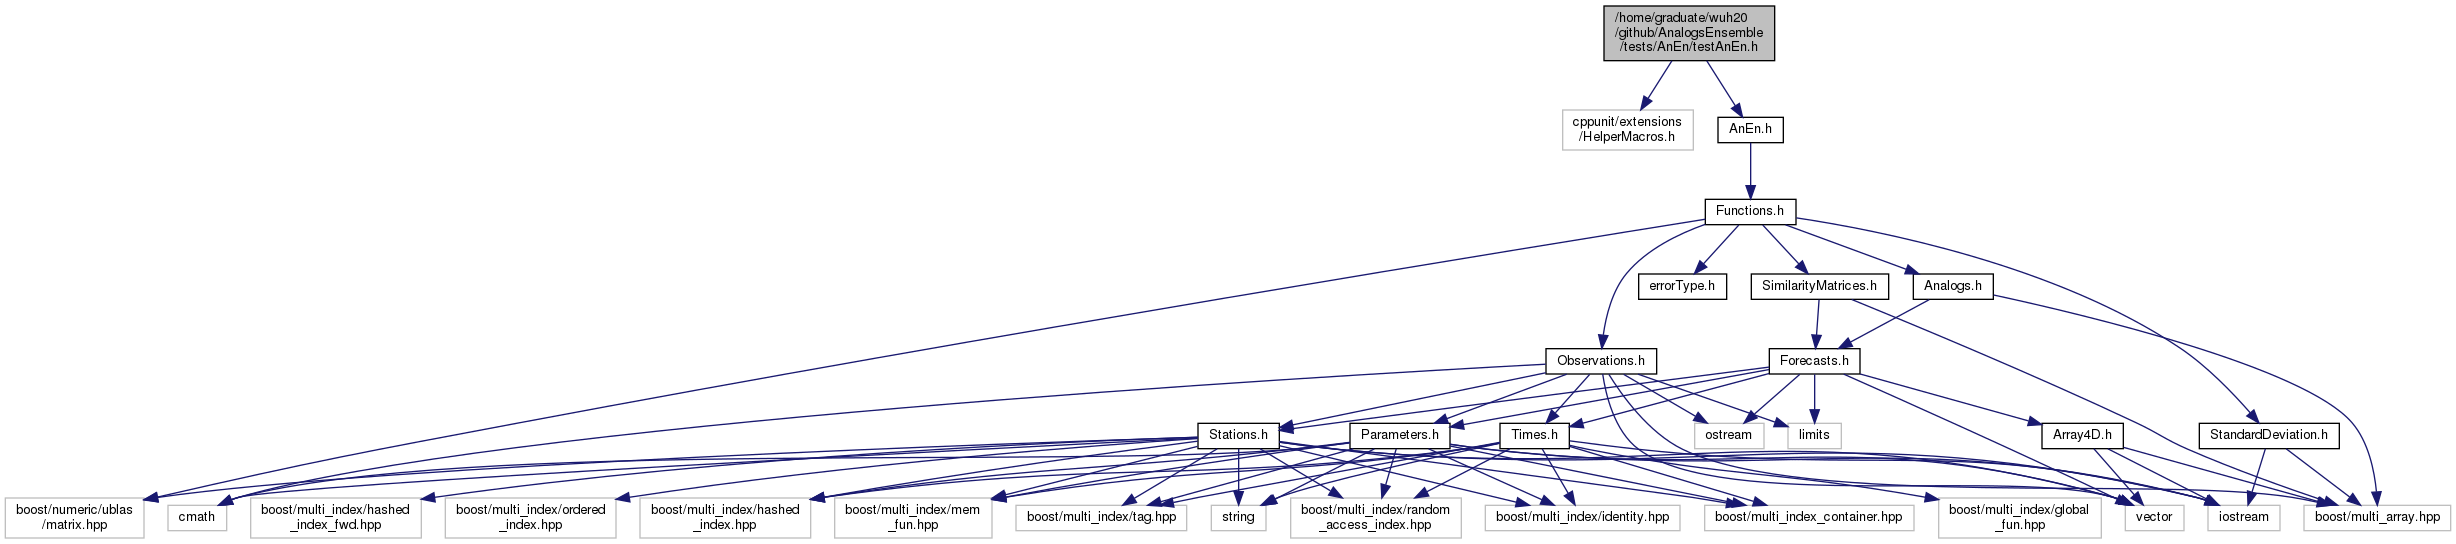 /home/graduate/wuh20
/github/AnalogsEnsemble
/tests/AnEn/testAnEn.h
cppunit/extensions
/HelperMacros.h
AnEn.h
Functions.h
errorType.h
SimilarityMatrices.h
Analogs.h
Observations.h
Forecasts.h
Stations.h
Parameters.h
Times.h
ostream
limits
Array4D.h
StandardDeviation.h
boost/numeric/ublas
/matrix.hpp
cmath
boost/multi_index/hashed
_index_fwd.hpp
boost/multi_index/ordered
_index.hpp
boost/multi_index/hashed
_index.hpp
boost/multi_index/mem
_fun.hpp
boost/multi_index/tag.hpp
string
boost/multi_index/random
_access_index.hpp
boost/multi_index/identity.hpp
boost/multi_index_container.hpp
boost/multi_index/global
_fun.hpp
vector
iostream
boost/multi_array.hpp